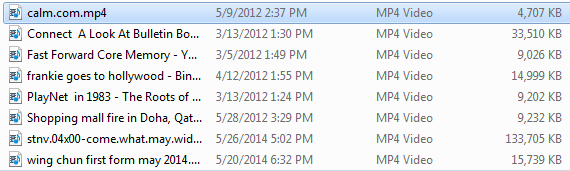 calm.com.mp4 5/9/2012 2:37 PM MP4 Video 4,707 KB
Connect A Look At Bulletin Bo... 3/13/2012 1:30 PM MP4 Video 33,510 KB
Fast Forward Core Memory - Y... 3/5/2012 1:49 PM MP4 Video 9,026 KB
frankie goes to hollywood - Bin... 4/12/2012 1:55 PM MP4 Video 14,999 KB
PlayNet in 1983 - The Roots of ... 3/13/2012 1:24 PM MP4 Video 9,202 KB
Shopping mall fire in Doha, Qat... 5/28/2012 3:29 PM MP4 Video 9,232 KB
stnv.04x00-come.what.may.wid... 5/26/2014 5:02 PM MP4 Video 133,705 KB
wing chun first form may 2014.... 5/20/2014 6:32 PM MP4 Video 15,739 KB